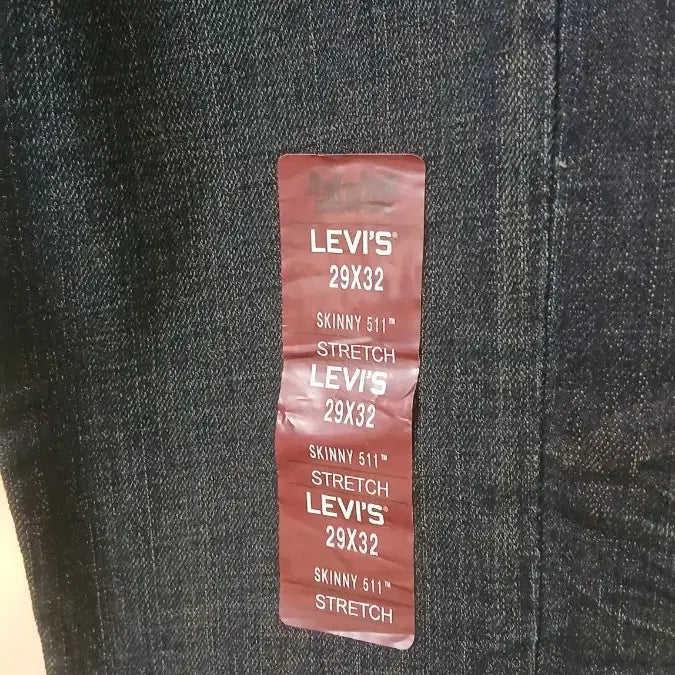 LEVI'S®
29X32
SKINNY 511™
STRETCH
LEVI'S®
29X32
SKINNY 511™
STRETCH
LEVI'S®
29X32
SKINNY 511™
STRETCH